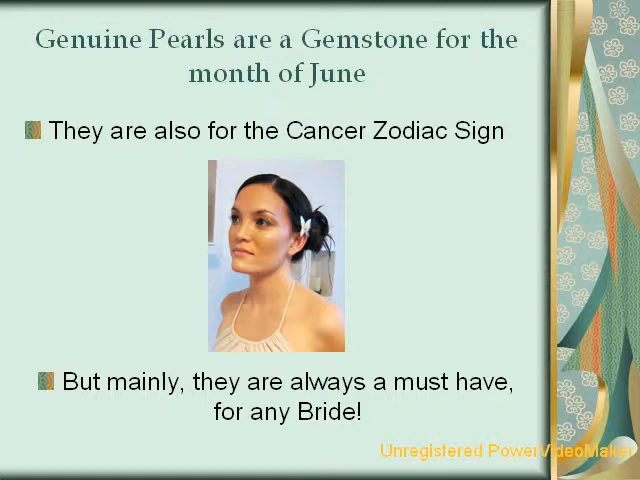 Genuine Pearls are a Gemstone for the
month of June
They are also for the Cancer Zodiac Sign
But mainly, they are always a must have,
for any Bride!
Unregistered PowerVideoMaker